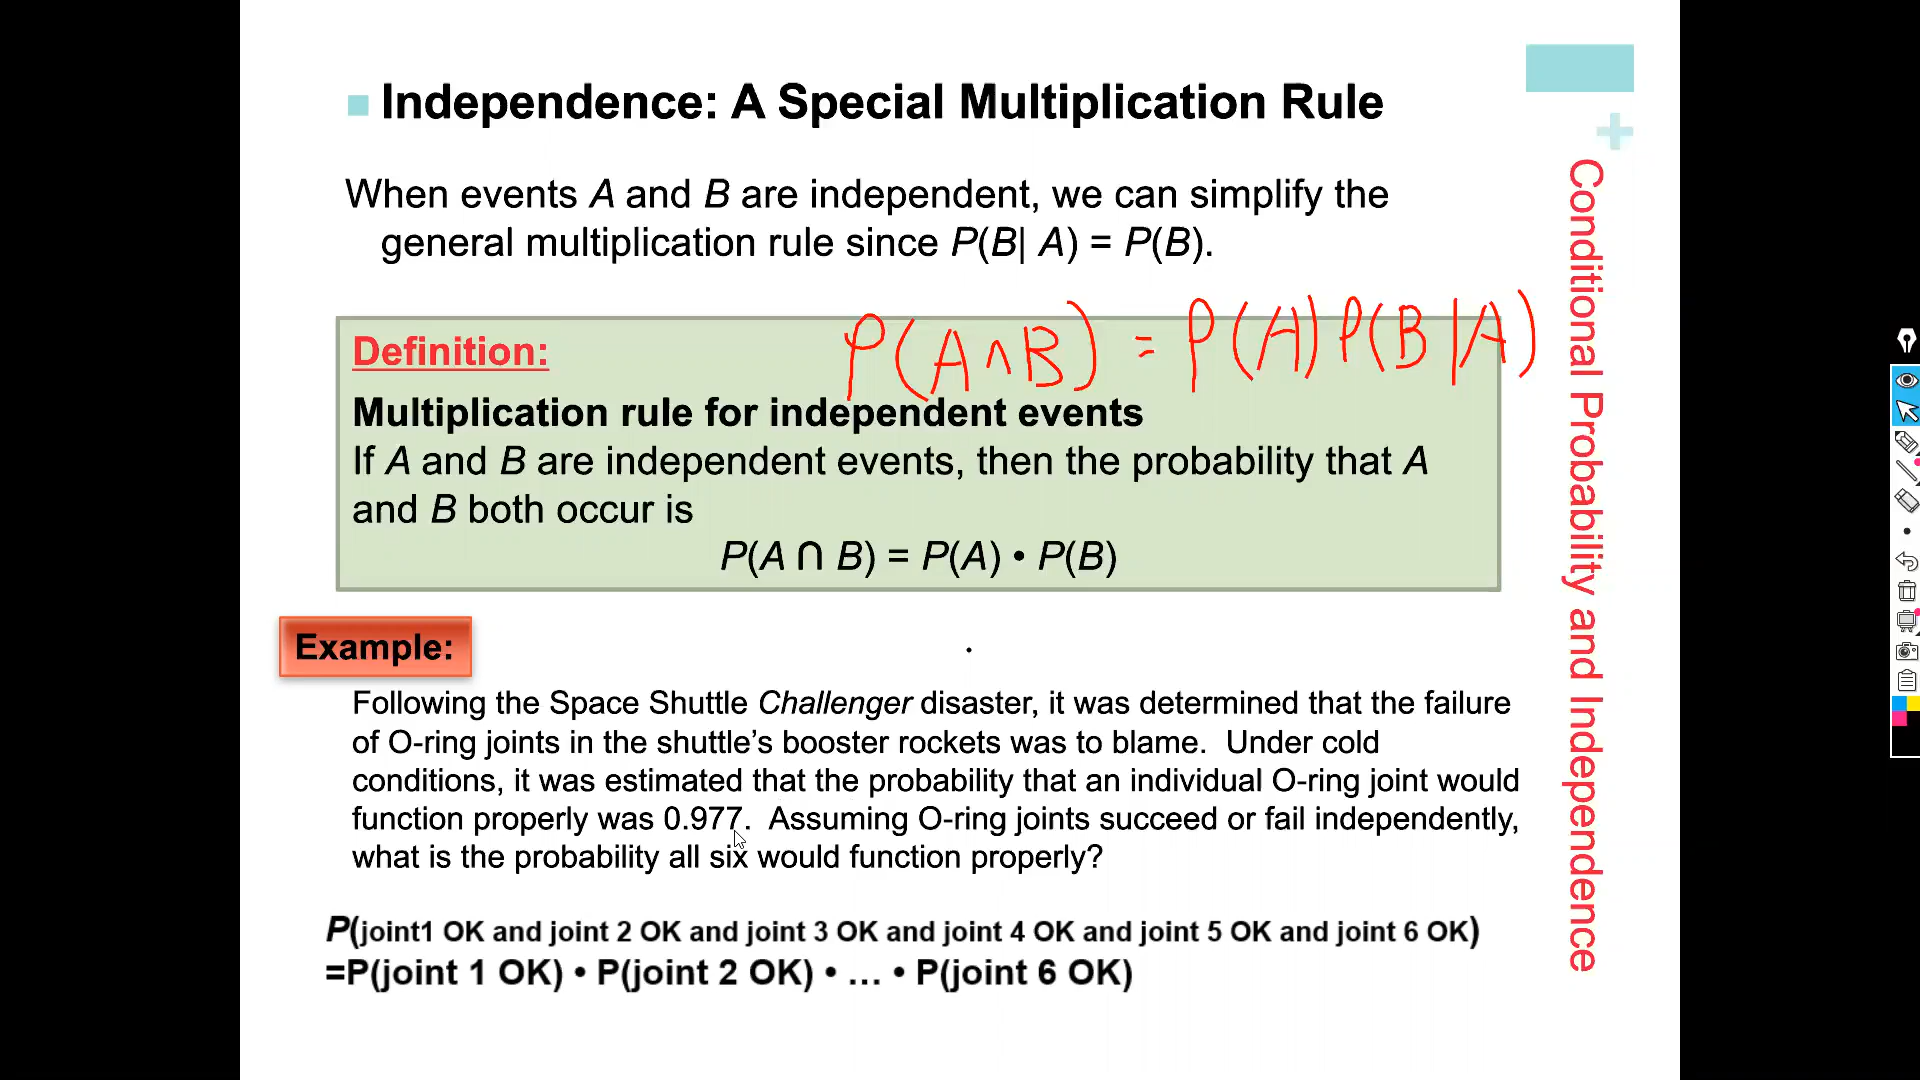 Independence: A Special Multiplication Rule
When events A and B are independent, we can simplify the
general multiplication rule since P(B| A) = P(B).
P(A ∩ B) = P(A) P(B | A)
Definition:
Multiplication rule for independent events
If A and B are independent events, then the probability that A
and B both occur is
P(A ∩ B) = P(A) • P(B)
Example:
Following the Space Shuttle Challenger disaster, it was determined that the failure
of O-ring joints in the shuttle’s booster rockets was to blame.  Under cold
conditions, it was estimated that the probability that an individual O-ring joint would
function properly was 0.977.  Assuming O-ring joints succeed or fail independently,
what is the probability all six would function properly?
P(joint1 OK and joint 2 OK and joint 3 OK and joint 4 OK and joint 5 OK and joint 6 OK)
=P(joint 1 OK) • P(joint 2 OK) • … • P(joint 6 OK)
+
Conditional Probability and Independence